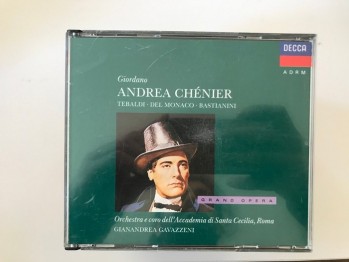 DECCA
ADRM
Giordano
ANDREA CHÉNIER
TEBALDI · DEL MONACO · BASTIANINI
GRAND OPERA
Orchestra e coro dell'Accademia di Santa Cecilia, Roma
GIANANDREA GAVAZZENI